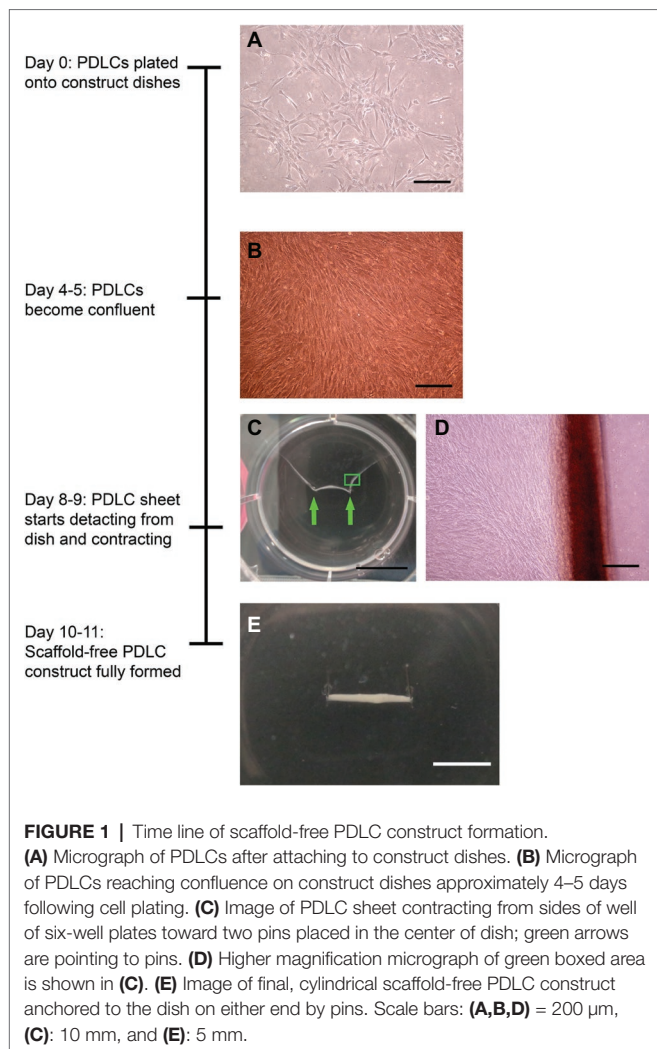 A
Day 0: PDLCs plated
onto construct dishes
B
Day 4-5: PDLCs
become confluent
C
D
Day 8-9: PDLC sheet
starts detacting from
dish and contracting
E
Day 10-11:
Scaffold-free PDLC
construct fully formed
FIGURE 1 | Time line of scaffold-free PDLC construct formation.
(A) Micrograph of PDLCs after attaching to construct dishes. (B) Micrograph
of PDLCs reaching confluence on construct dishes approximately 4–5 days
following cell plating. (C) Image of PDLC sheet contracting from sides of well
of six-well plates toward two pins placed in the center of dish; green arrows
are pointing to pins. (D) Higher magnification micrograph of green boxed area
is shown in (C). (E) Image of final, cylindrical scaffold-free PDLC construct
anchored to the dish on either end by pins. Scale bars: (A,B,D) = 200 µm,
(C): 10 mm, and (E): 5 mm.